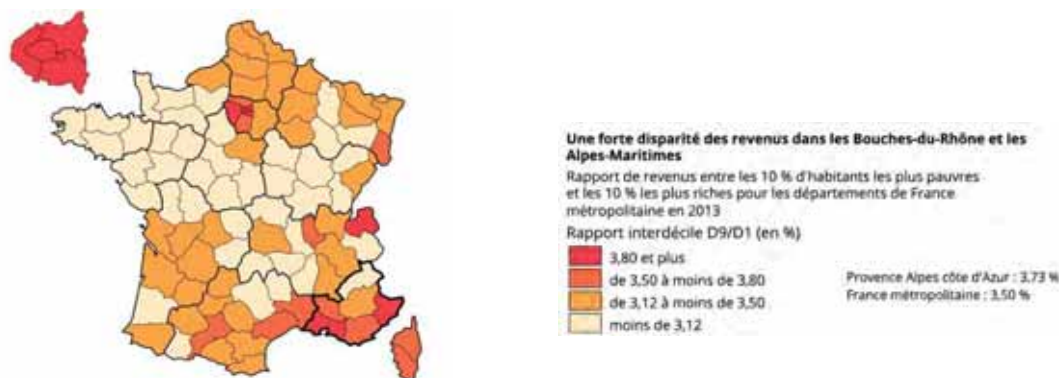 Une forte disparité des revenus dans les Bouches-du-Rhône et les
Alpes-Maritimes
Rapport de revenus entre les 10 % d'habitants les plus pauvres
et les 10 % les plus riches pour les départements de France
métropolitaine en 2013
Rapport interdécile D9/D1 (en %)
3,80 et plus
de 3,50 à moins de 3,80
de 3,12 à moins de 3,50
moins de 3,12
Provence Alpes côte d'Azur : 3,73 %
France métropolitaine : 3,50 %